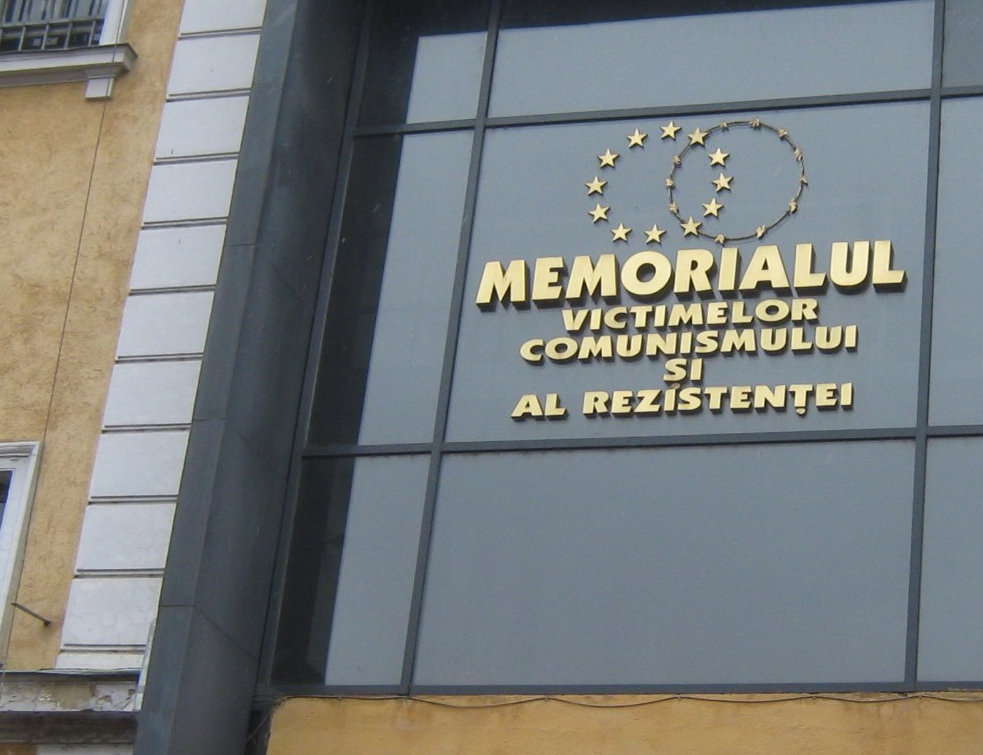 MEMORIALUL
VICTIMELOR
COMUNISMULUI
ȘI
AL REZISTENȚEI